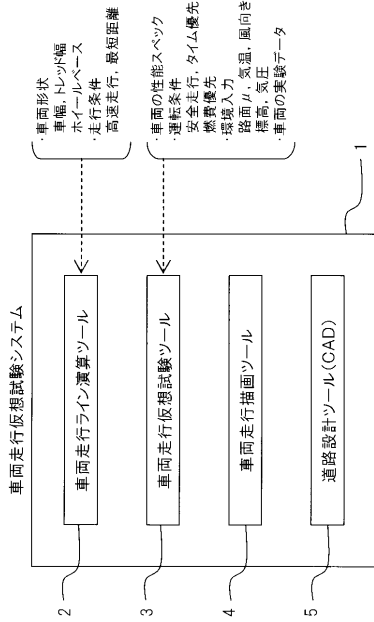 車両走行仮想試験システム
車両走行ライン演算ツール
車両走行仮想試験ツール
車両走行描画ツール
道路設計ツール(CAD)
2
3
4
5
1
・車両形状
車幅,トレッド幅
ホイールベース
・走行条件
高速走行,最短距離
・車両の性能スペック
・運転条件
安全走行,タイム優先
燃費優先
・環境入力
路面μ,気温,風向き
標高,気圧
・車両の実験データ